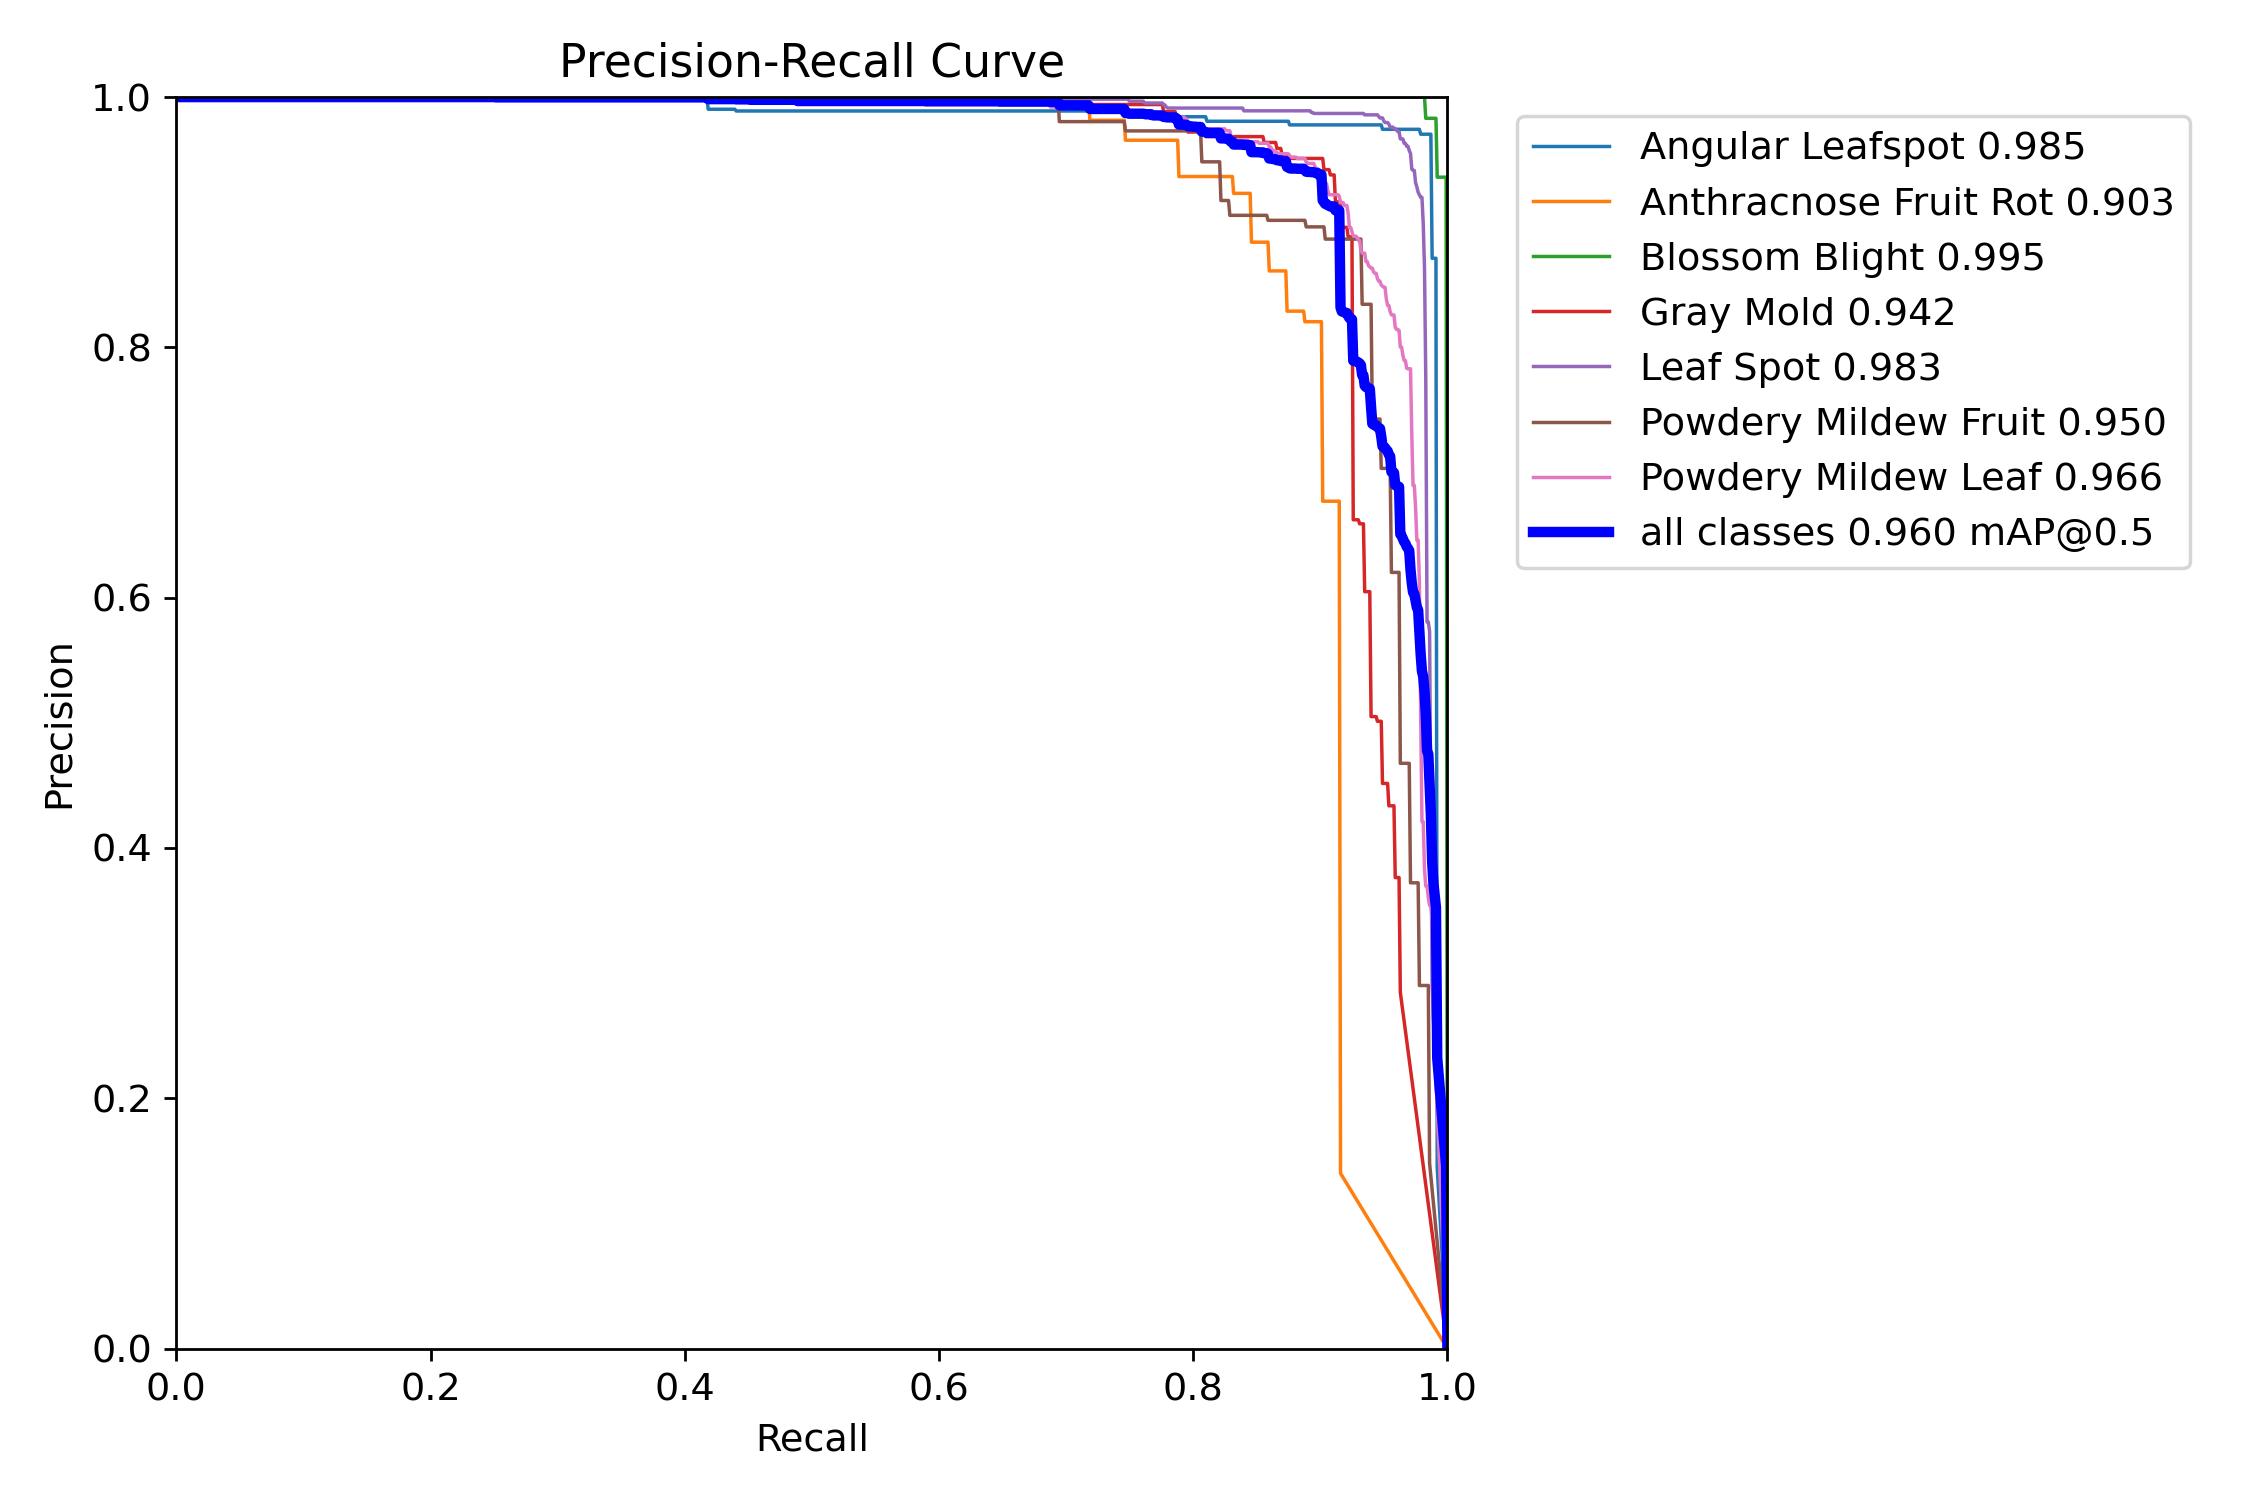 Precision-Recall Curve
1.0
0.8
0.6
0.4
0.2
0.0
Precision
0.0 0.2 0.4 0.6 0.8 1.0
Recall
Angular Leafspot 0.985
Anthracnose Fruit Rot 0.903
Blossom Blight 0.995
Gray Mold 0.942
Leaf Spot 0.983
Powdery Mildew Fruit 0.950
Powdery Mildew Leaf 0.966
all classes 0.960 mAP@0.5